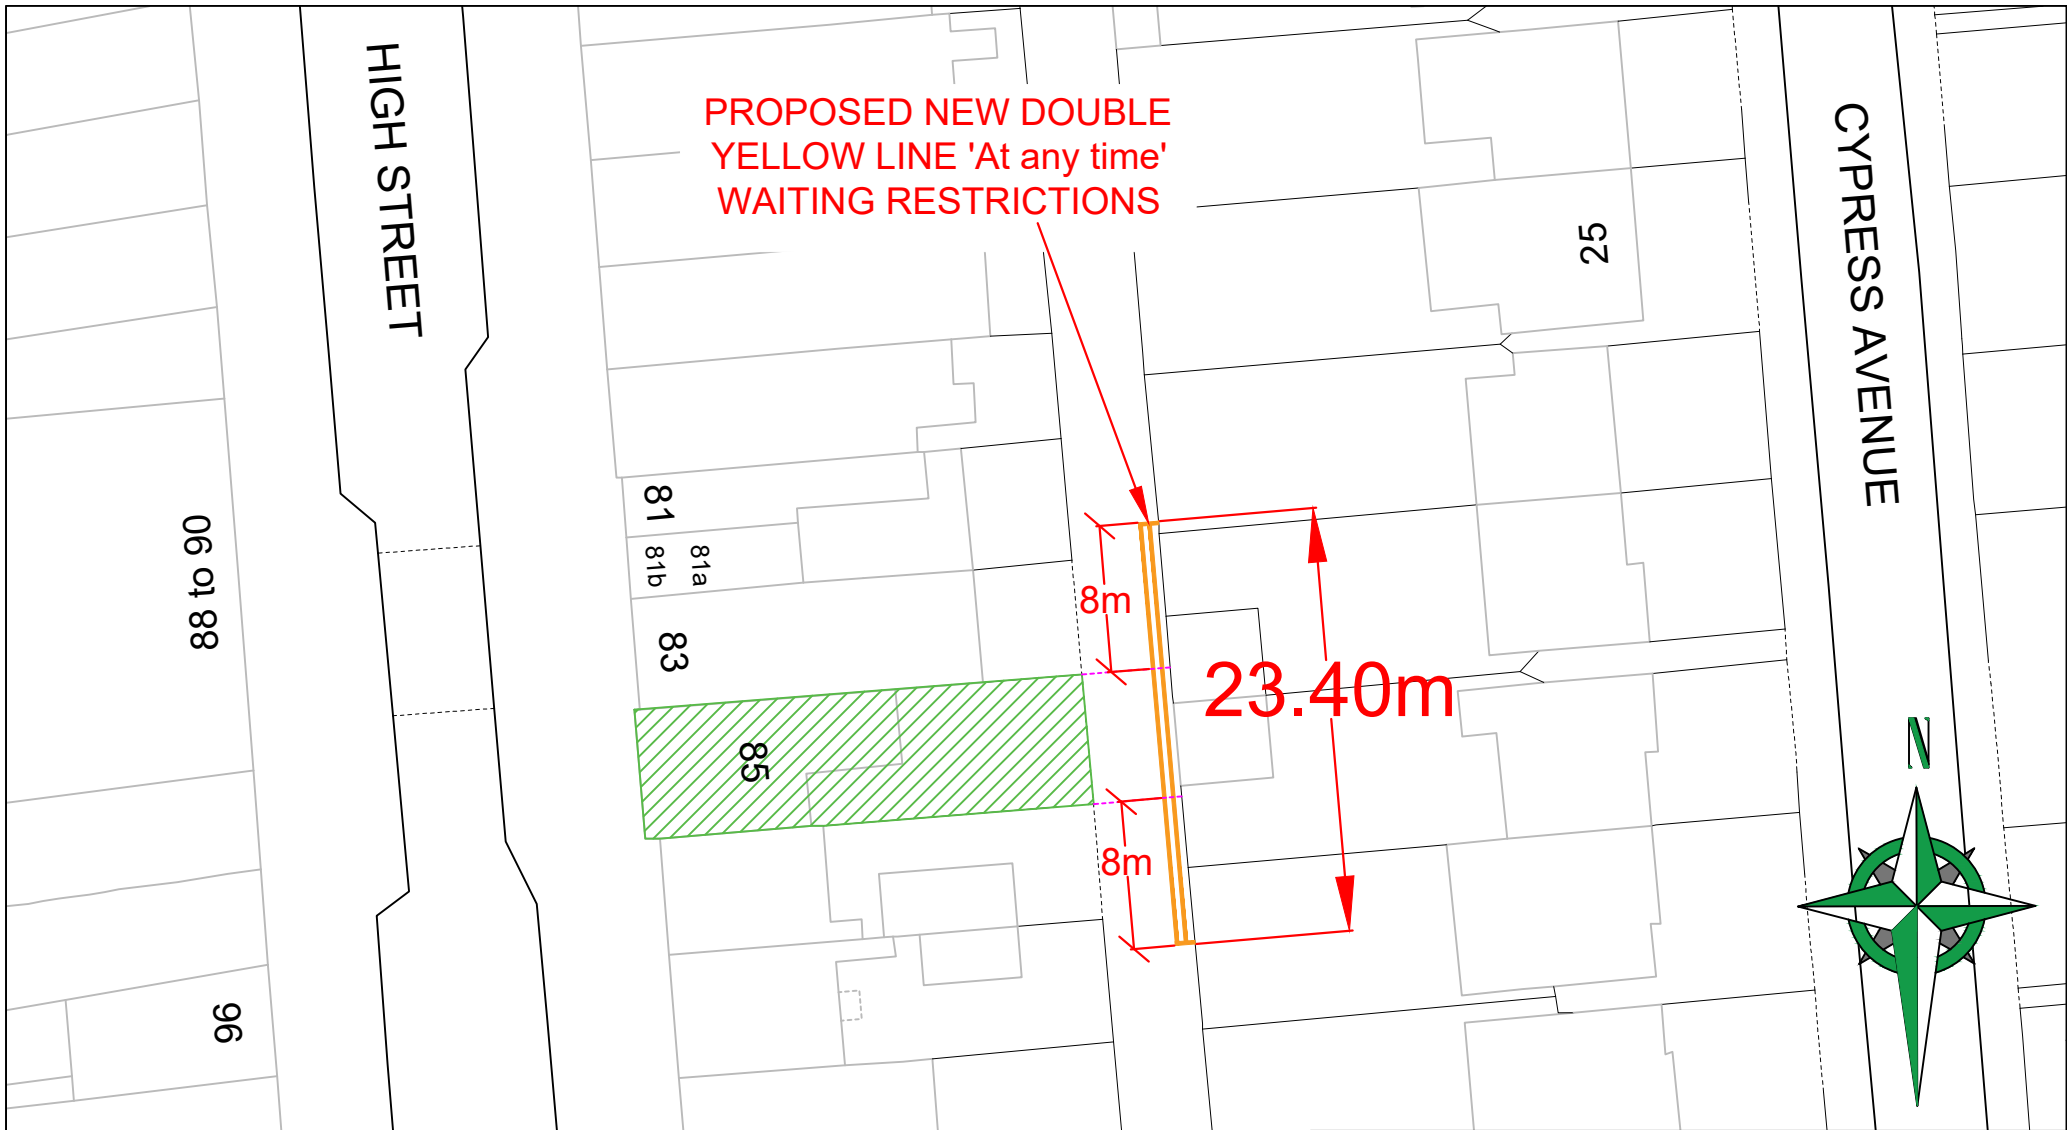 HIGH STREET
PROPOSED NEW DOUBLE
YELLOW LINE 'At any time'
WAITING RESTRICTIONS
CYPRESS AVENUE
25
81
81b
81a
83
85
88 to 90
96
8m
23.40m
8m
N